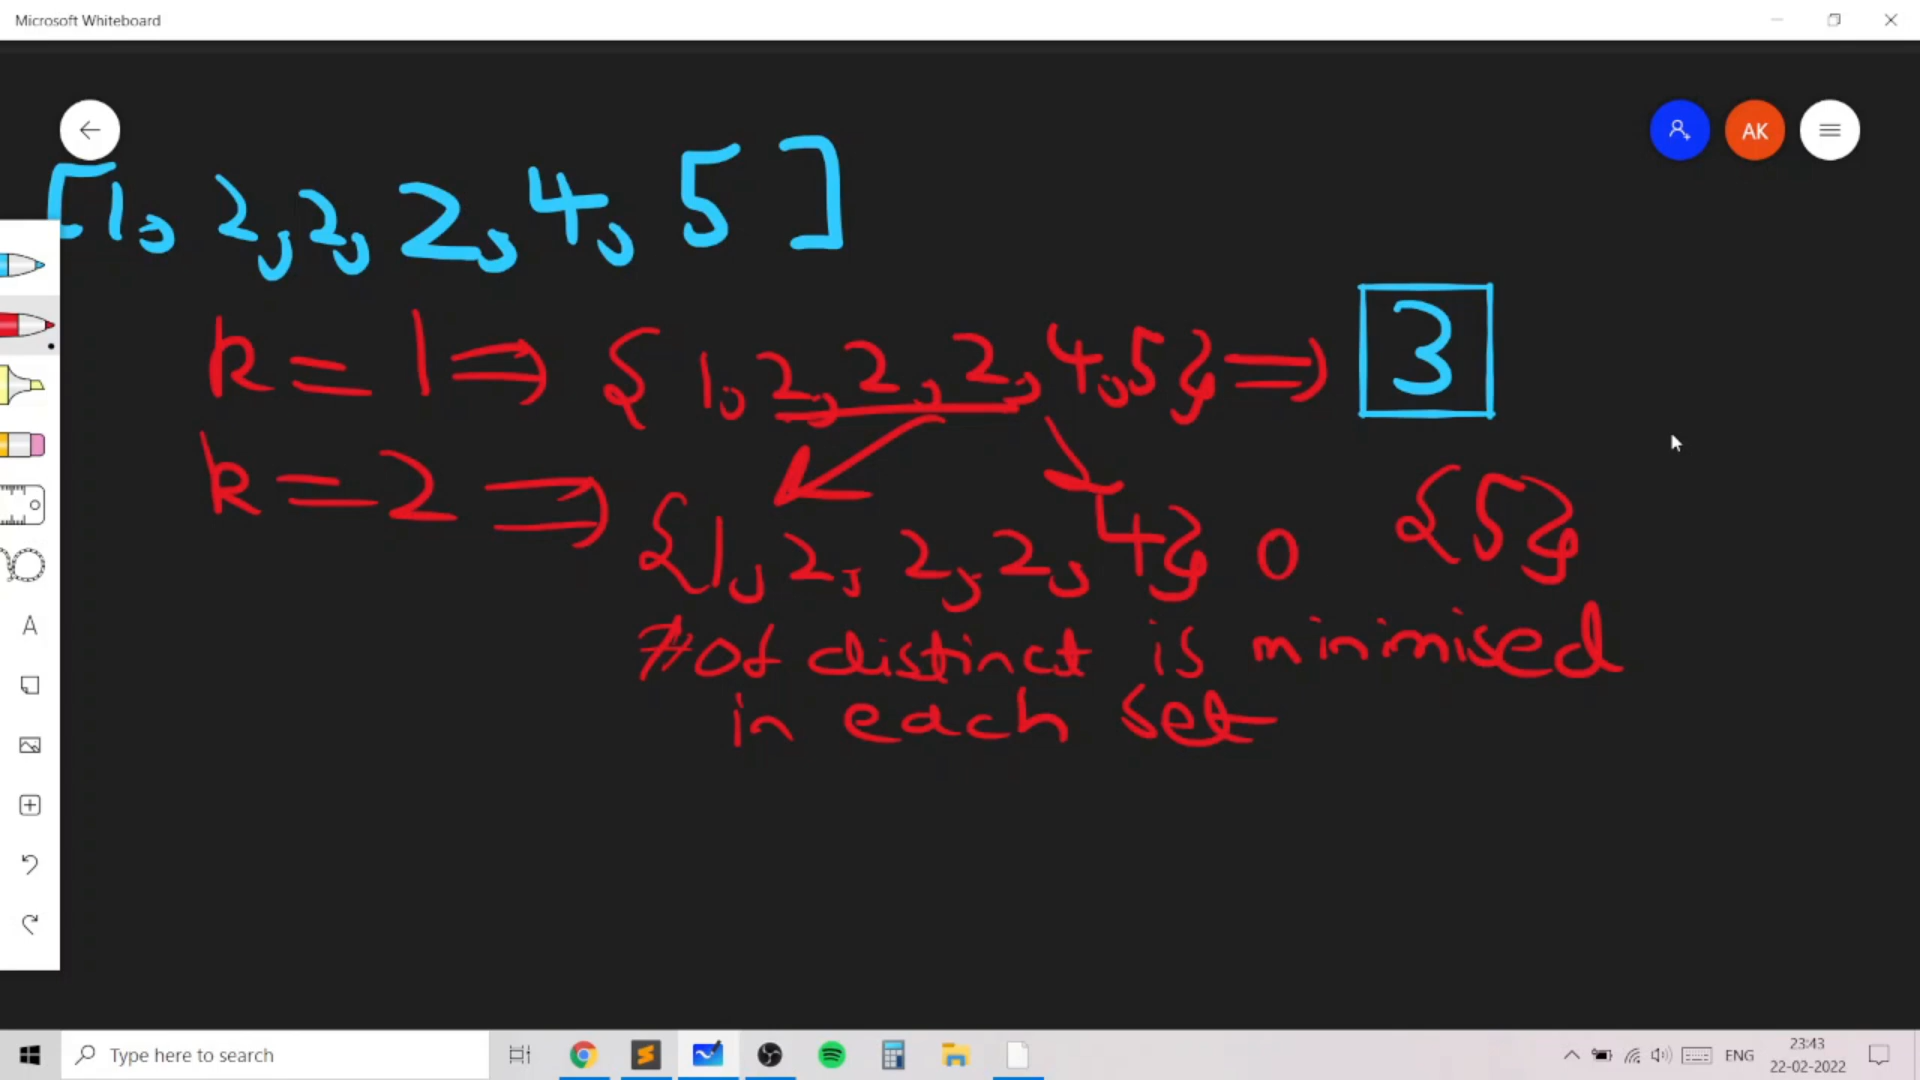 Microsoft Whiteboard
AK
[1, 2, 2, 2, 4, 5]
k = 1 ⇒ { 1, 2, 2, 2, 4, 5} ⇒ 3
k = 2 ⇒ {1, 2, 2, 2, 4} 0 {5}
# of distinct is minimised
in each set
A
Type here to search
ENG
23:43
22-02-2022